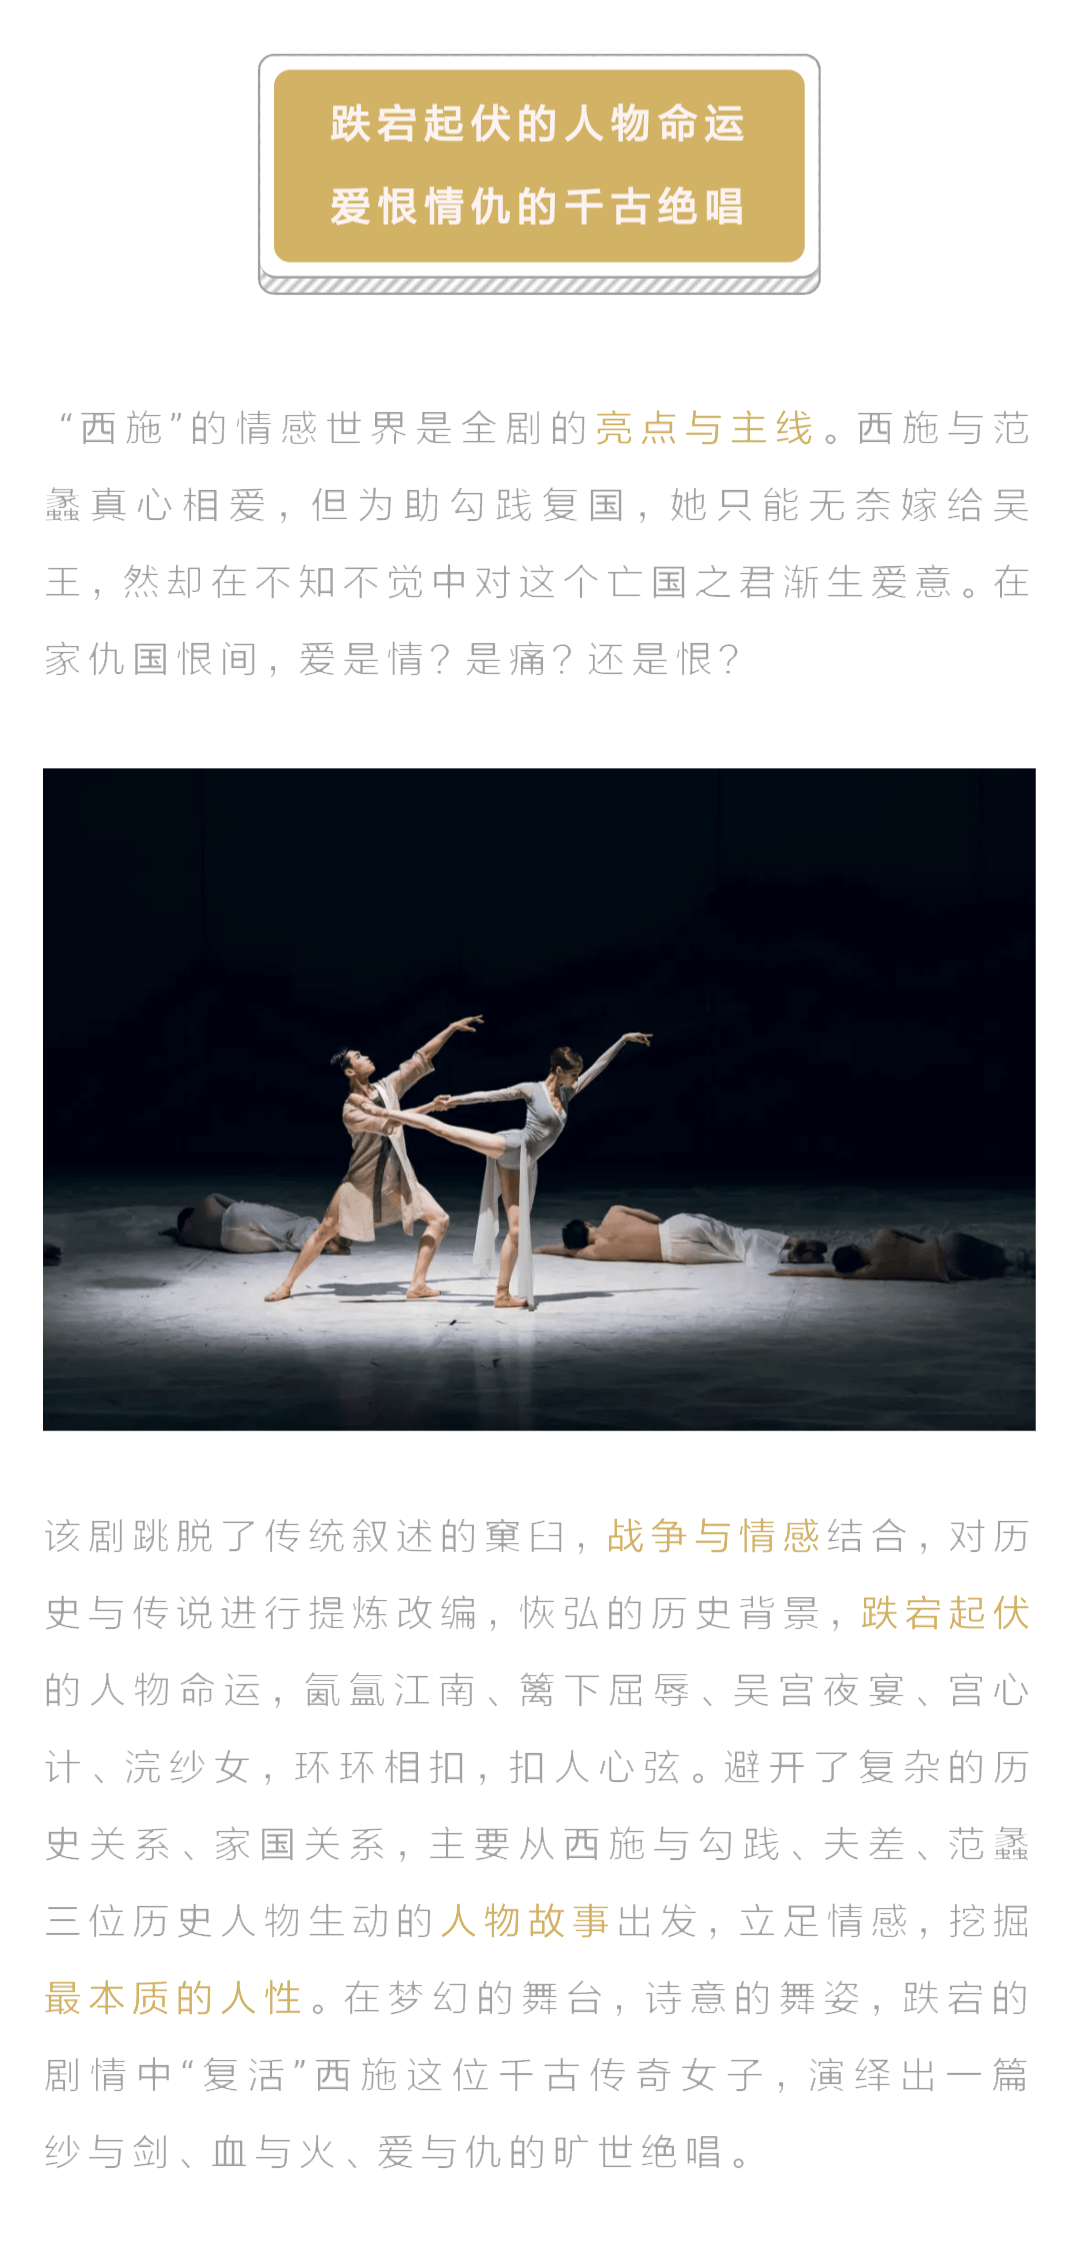 跌宕起伏的人物命运
爱恨情仇的千古绝唱
“西施”的情感世界是全剧的亮点与主线。西施与范
蠡真心相爱，但为助勾践复国，她只能无奈嫁给吴
王，然却在不知不觉中对这个亡国之君渐生爱意。在
家仇国恨间，爱是情？是痛？还是恨？
该剧跳脱了传统叙述的窠臼，战争与情感结合，对历
史与传说进行提炼改编，恢弘的历史背景，跌宕起伏
的人物命运，氤氲江南、篱下屈辱、吴宫夜宴、宫心
计、浣纱女，环环相扣，扣人心弦。避开了复杂的历
史关系、家国关系，主要从西施与勾践、夫差、范蠡
三位历史人物生动的人物故事出发，立足情感，挖掘
最本质的人性。在梦幻的舞台，诗意的舞姿，跌宕的
剧情中“复活”西施这位千古传奇女子，演绎出一篇
纱与剑、血与火、爱与仇的旷世绝唱。